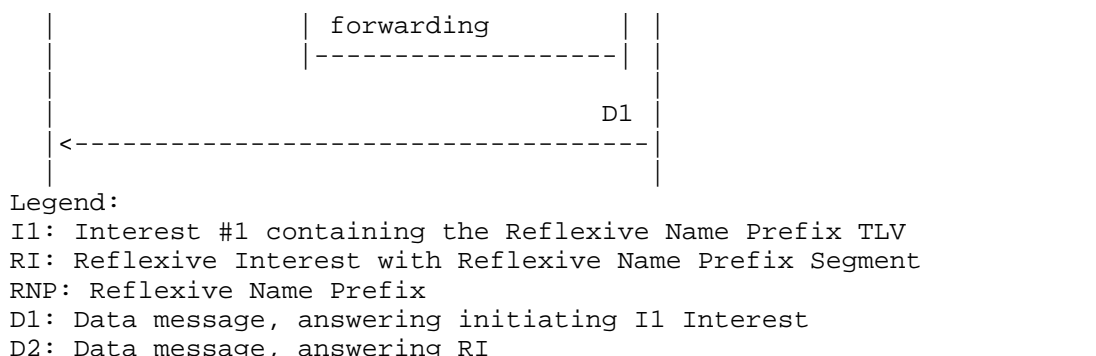 forwarding
D1
Legend:
I1: Interest #1 containing the Reflexive Name Prefix TLV
RI: Reflexive Interest with Reflexive Name Prefix Segment
RNP: Reflexive Name Prefix
D1: Data message, answering initiating I1 Interest
D2: Data message, answering RI